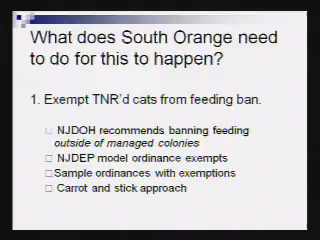 What does South Orange need
to do for this to happen?
1. Exempt TNR'd cats from feeding ban.
NJDOH recommends banning feeding
outside of managed colonies
NJDEP model ordinance exempts
Sample ordinances with exemptions
Carrot and stick approach